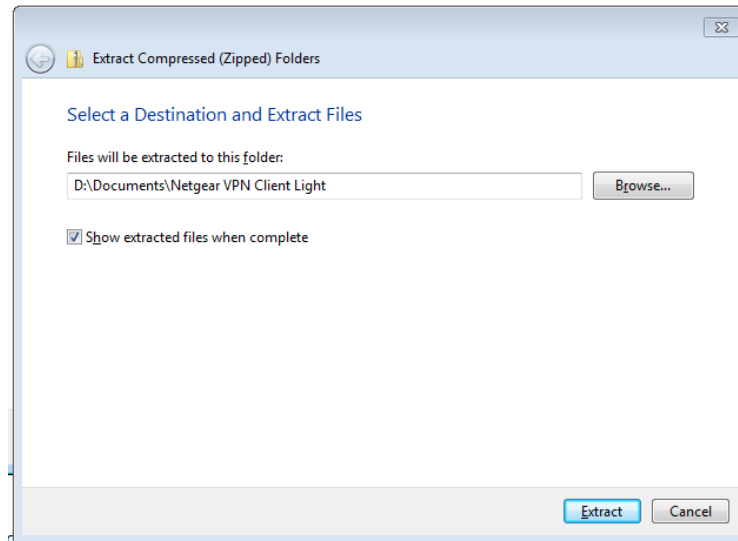 Extract Compressed (Zipped) Folders
Select a Destination and Extract Files
Files will be extracted to this folder:
D:\Documents\Netgear VPN Client Light
Browse...
Show extracted files when complete
Extract
Cancel